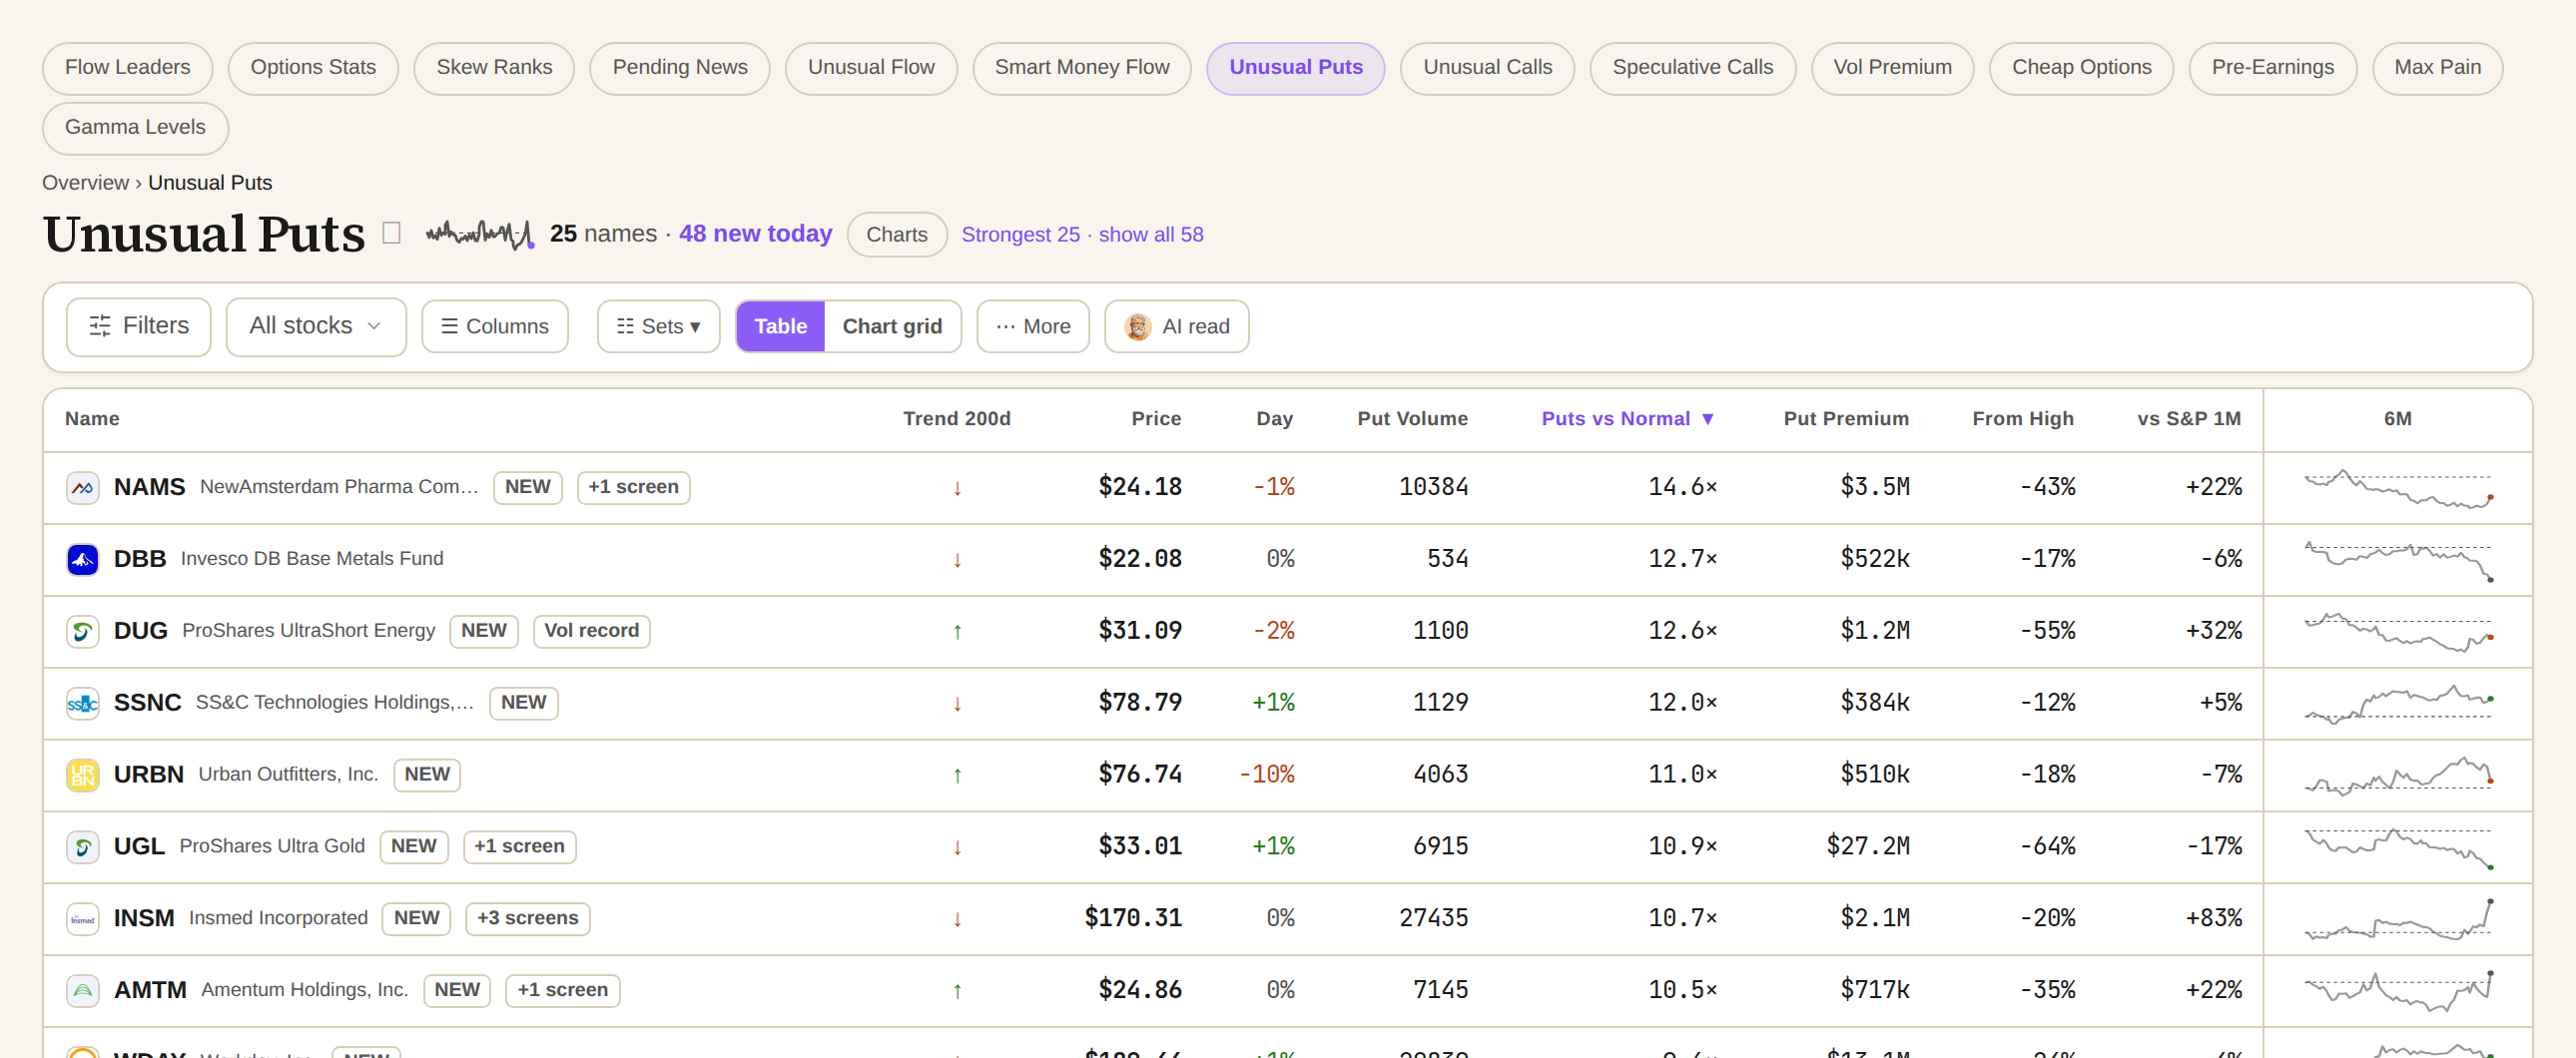 Flow Leaders Options Stats Skew Ranks Pending News Unusual Flow Smart Money Flow Unusual Puts Unusual Calls Speculative Calls Vol Premium Cheap Options Pre-Earnings Max Pain
Gamma Levels
Overview › Unusual Puts
Unusual Puts 25 names · 48 new today Charts Strongest 25 · show all 58
Filters All stocks Columns Sets ▾ Table Chart grid ⋯ More AI read
Name Trend 200d Price Day Put Volume Puts vs Normal ▼ Put Premium From High vs S&P 1M 6M
NAMS NewAmsterdam Pharma Com… NEW +1 screen ↓ $24.18 -1% 10384 14.6× $3.5M -43% +22%
DBB Invesco DB Base Metals Fund ↓ $22.08 0% 534 12.7× $522k -17% -6%
DUG ProShares UltraShort Energy NEW Vol record ↑ $31.09 -2% 1100 12.6× $1.2M -55% +32%
SS&C SSNC SS&C Technologies Holdings,… NEW ↓ $78.79 +1% 1129 12.0× $384k -12% +5%
URBN URBN Urban Outfitters, Inc. NEW ↑ $76.74 -10% 4063 11.0× $510k -18% -7%
UGL ProShares Ultra Gold NEW +1 screen ↓ $33.01 +1% 6915 10.9× $27.2M -64% -17%
insmed INSM Insmed Incorporated NEW +3 screens ↓ $170.31 0% 27435 10.7× $2.1M -20% +83%
AMTM Amentum Holdings, Inc. NEW +1 screen ↑ $24.86 0% 7145 10.5× $717k -35% +22%
WDAY Workday, Inc. NEW